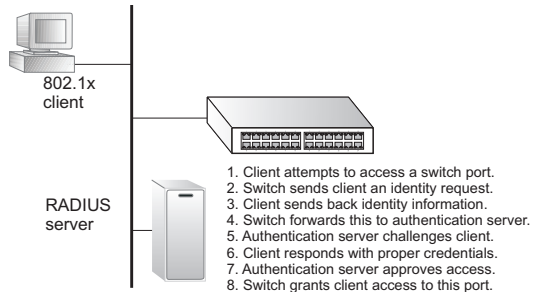 802.1x
client
1. Client attempts to access a switch port.
2. Switch sends client an identity request.
3. Client sends back identity information.
4. Switch forwards this to authentication server.
5. Authentication server challenges client.
6. Client responds with proper credentials.
7. Authentication server approves access.
8. Switch grants client access to this port.
RADIUS
server